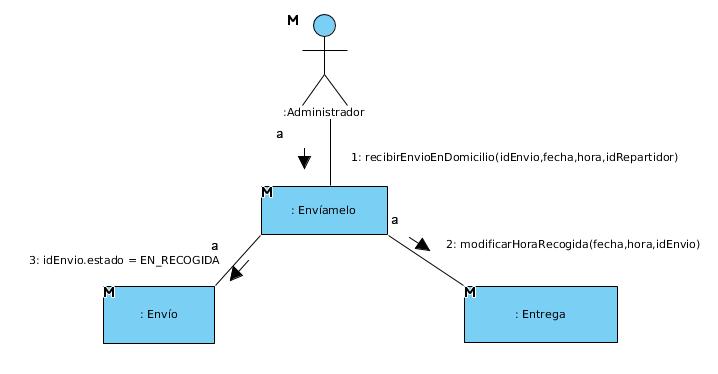 M
:Administrador
a
1: recibirEnvioEnDomicilio(idEnvio,fecha,hora,idRepartidor)
M
: Envíamelo
a
2: modificarHoraRecogida(fecha,hora,idEnvio)
a
3: idEnvio.estado = EN_RECOGIDA
M
: Envío
M
: Entrega